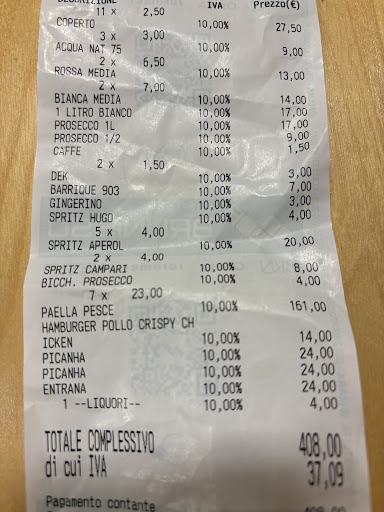 DESCRIZIONE IVA Prezzo(€)
11 x 2,50
COPERTO 10,00% 27,50
3 x 3,00
ACQUA NAT 75 10,00% 9,00
2 x 6,50
ROSSA MEDIA 10,00% 13,00
2 x 7,00
BIANCA MEDIA 10,00% 14,00
1 LITRO BIANCO 10,00% 17,00
PROSECCO 1L 10,00% 17,00
PROSECCO 1/2 10,00% 9,00
CAFFE 10,00% 1,50
2 x 1,50
DEK 10,00% 3,00
BARRIQUE 903 10,00% 7,00
GINGERINO 10,00% 3,00
SPRITZ HUGO 10,00% 4,00
5 x 4,00
SPRITZ APEROL 10,00% 20,00
2 x 4,00
SPRITZ CAMPARI 10,00% 8,00
BICCH. PROSECCO 10,00% 4,00
7 x 23,00
PAELLA PESCE 10,00% 161,00
HAMBURGER POLLO CRISPY CH
ICKEN 10,00% 14,00
PICANHA 10,00% 24,00
PICANHA 10,00% 24,00
ENTRANA 10,00% 24,00
1 --LIQUORI-- 10,00% 4,00
TOTALE COMPLESSIVO 408,00
di cui IVA 37,09
Pagamento contante